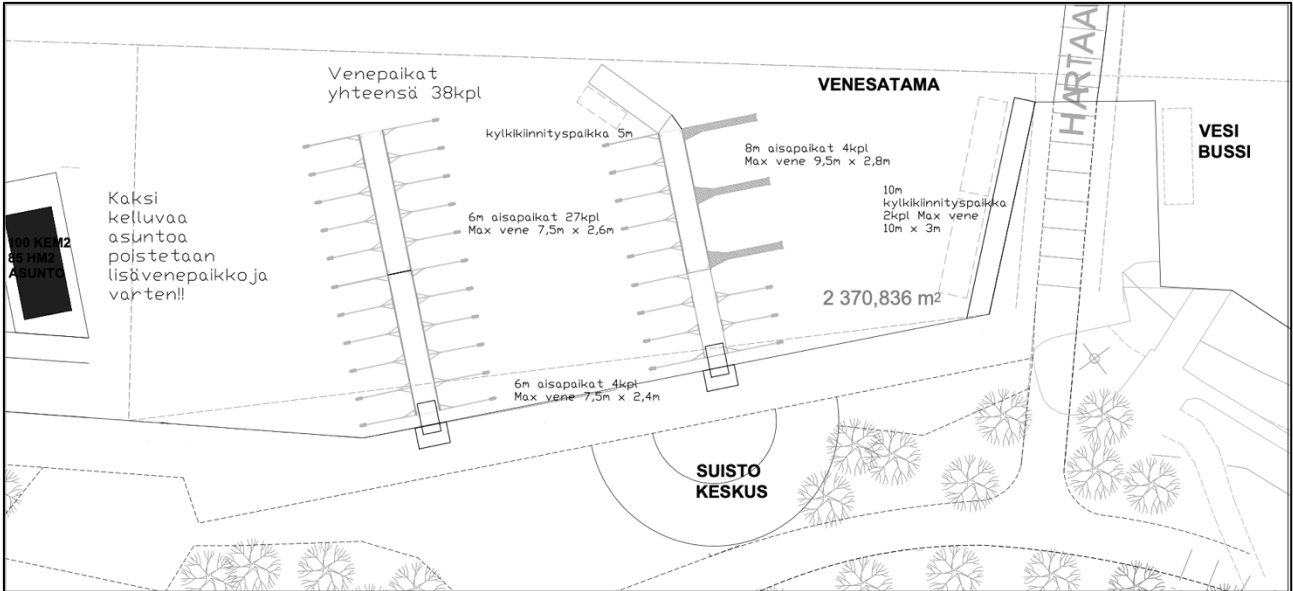 HARTAA
Venepaikat
yhteensä 38kpl
VENESATAMA
kylkikiinnityspaikka 5m
VESI
BUSSI
8m aisapaikat 4kpl
Max vene 9,5m x 2,8m
10m
kylkikiinnityspaikka
2kpl Max vene
10m x 3m
Kaksi
kelluvaa
asuntoa
poistetaan
lisävenepaikkoja
varten!!
100 KEM2
85 HM2
ASUNTO
6m aisapaikat 27kpl
Max vene 7,5m x 2,6m
2 370,836 m²
6m aisapaikat 4kpl
Max vene 7,5m x 2,4m
SUISTO
KESKUS